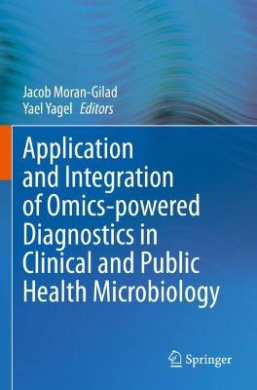 Jacob Moran-Gilad
Yael Yagel Editors
Application
and Integration
of Omics-powered
Diagnostics in
Clinical and Public
Health Microbiology
Springer